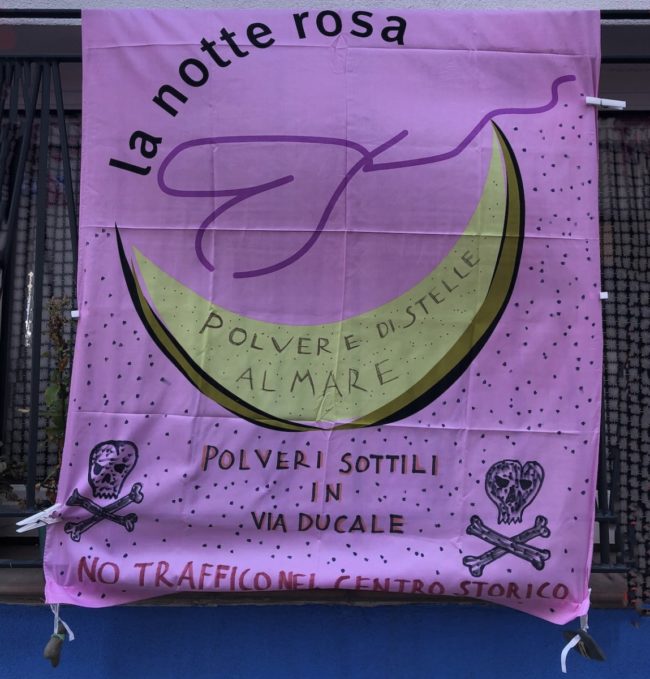 la notte rosa
POLVERE DI STELLE
AL MARE
POLVERI SOTTILI
IN
VIA DUCALE
NO TRAFFICO NEL CENTRO STORICO